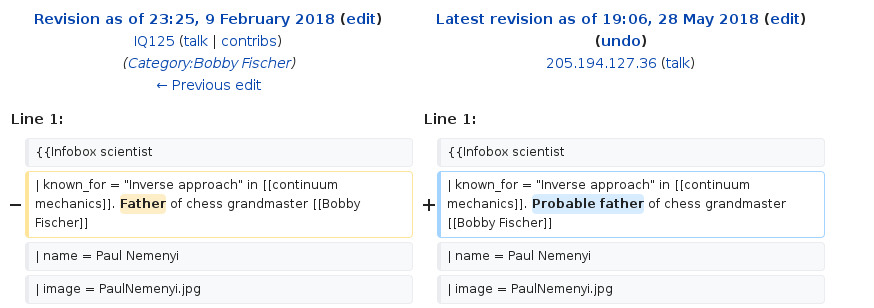 Revision as of 23:25, 9 February 2018 (edit)
IQ125 (talk | contribs)
(Category:Bobby Fischer)
← Previous edit
Latest revision as of 19:06, 28 May 2018 (edit)
(undo)
205.194.127.36 (talk)
Line 1:
Line 1:
{{Infobox scientist
{{Infobox scientist
− | known_for = "Inverse approach" in [[continuum
mechanics]]. Father of chess grandmaster [[Bobby
Fischer]]
+ | known_for = "Inverse approach" in [[continuum
mechanics]]. Probable father of chess grandmaster
[[Bobby Fischer]]
| name = Paul Nemenyi
| name = Paul Nemenyi
| image = PaulNemenyi.jpg
| image = PaulNemenyi.jpg